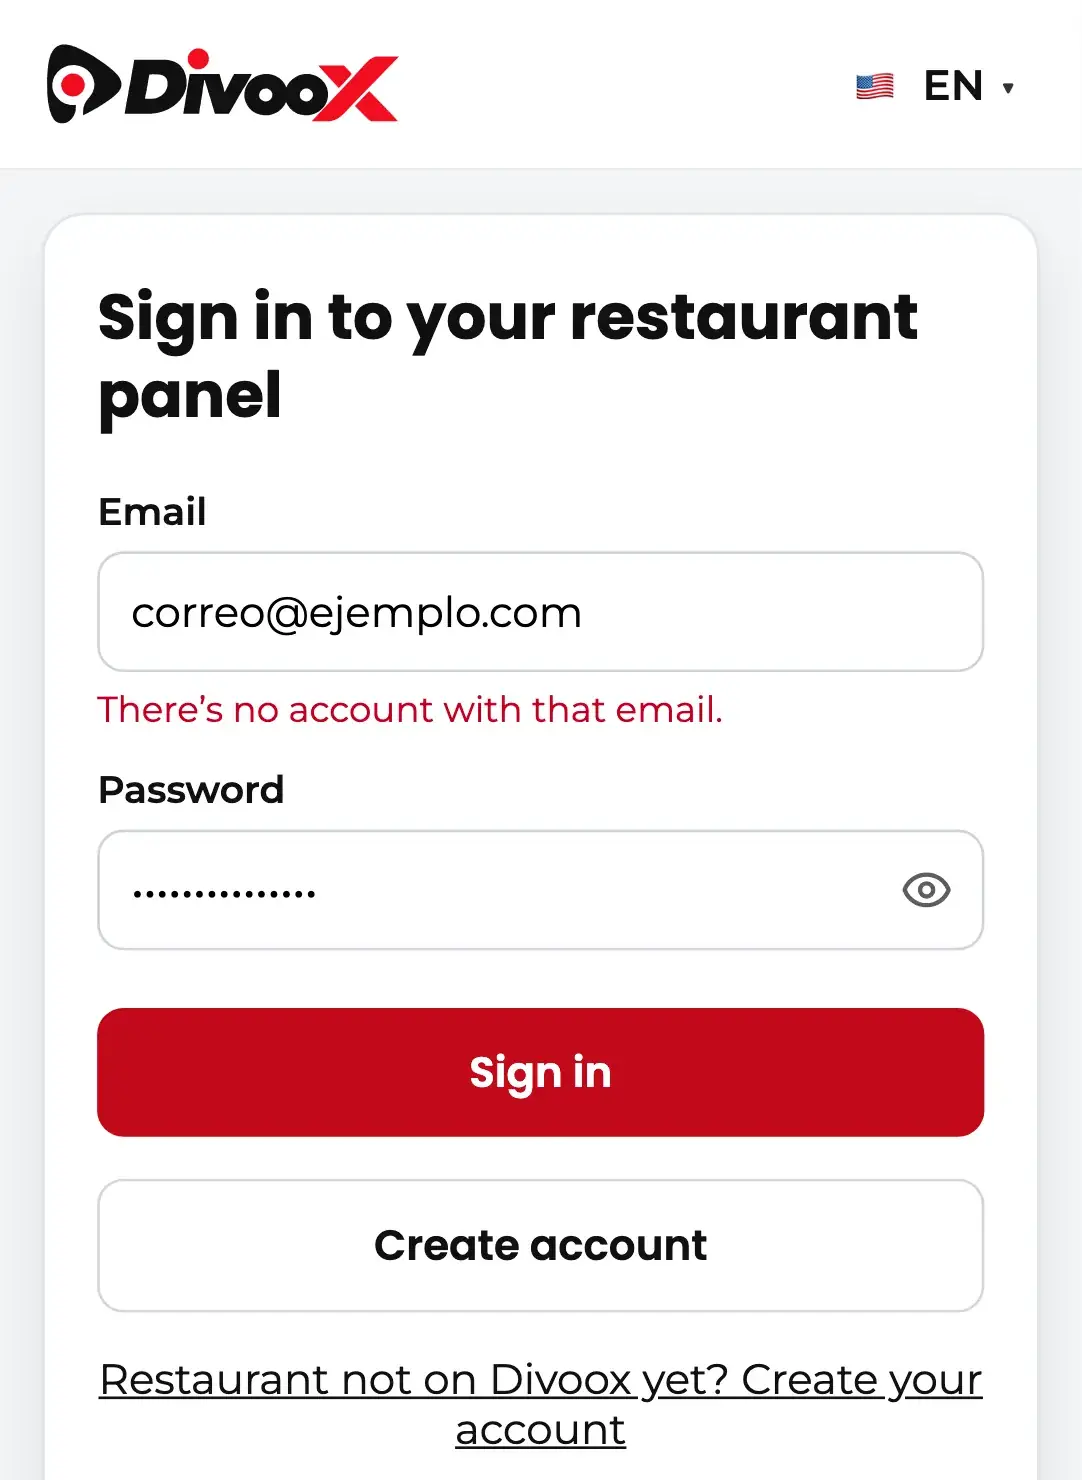 DivooX
EN
Sign in to your restaurant
panel
Email
correo@ejemplo.com
There’s no account with that email.
Password
Sign in
Create account
Restaurant not on Divoox yet? Create your
account